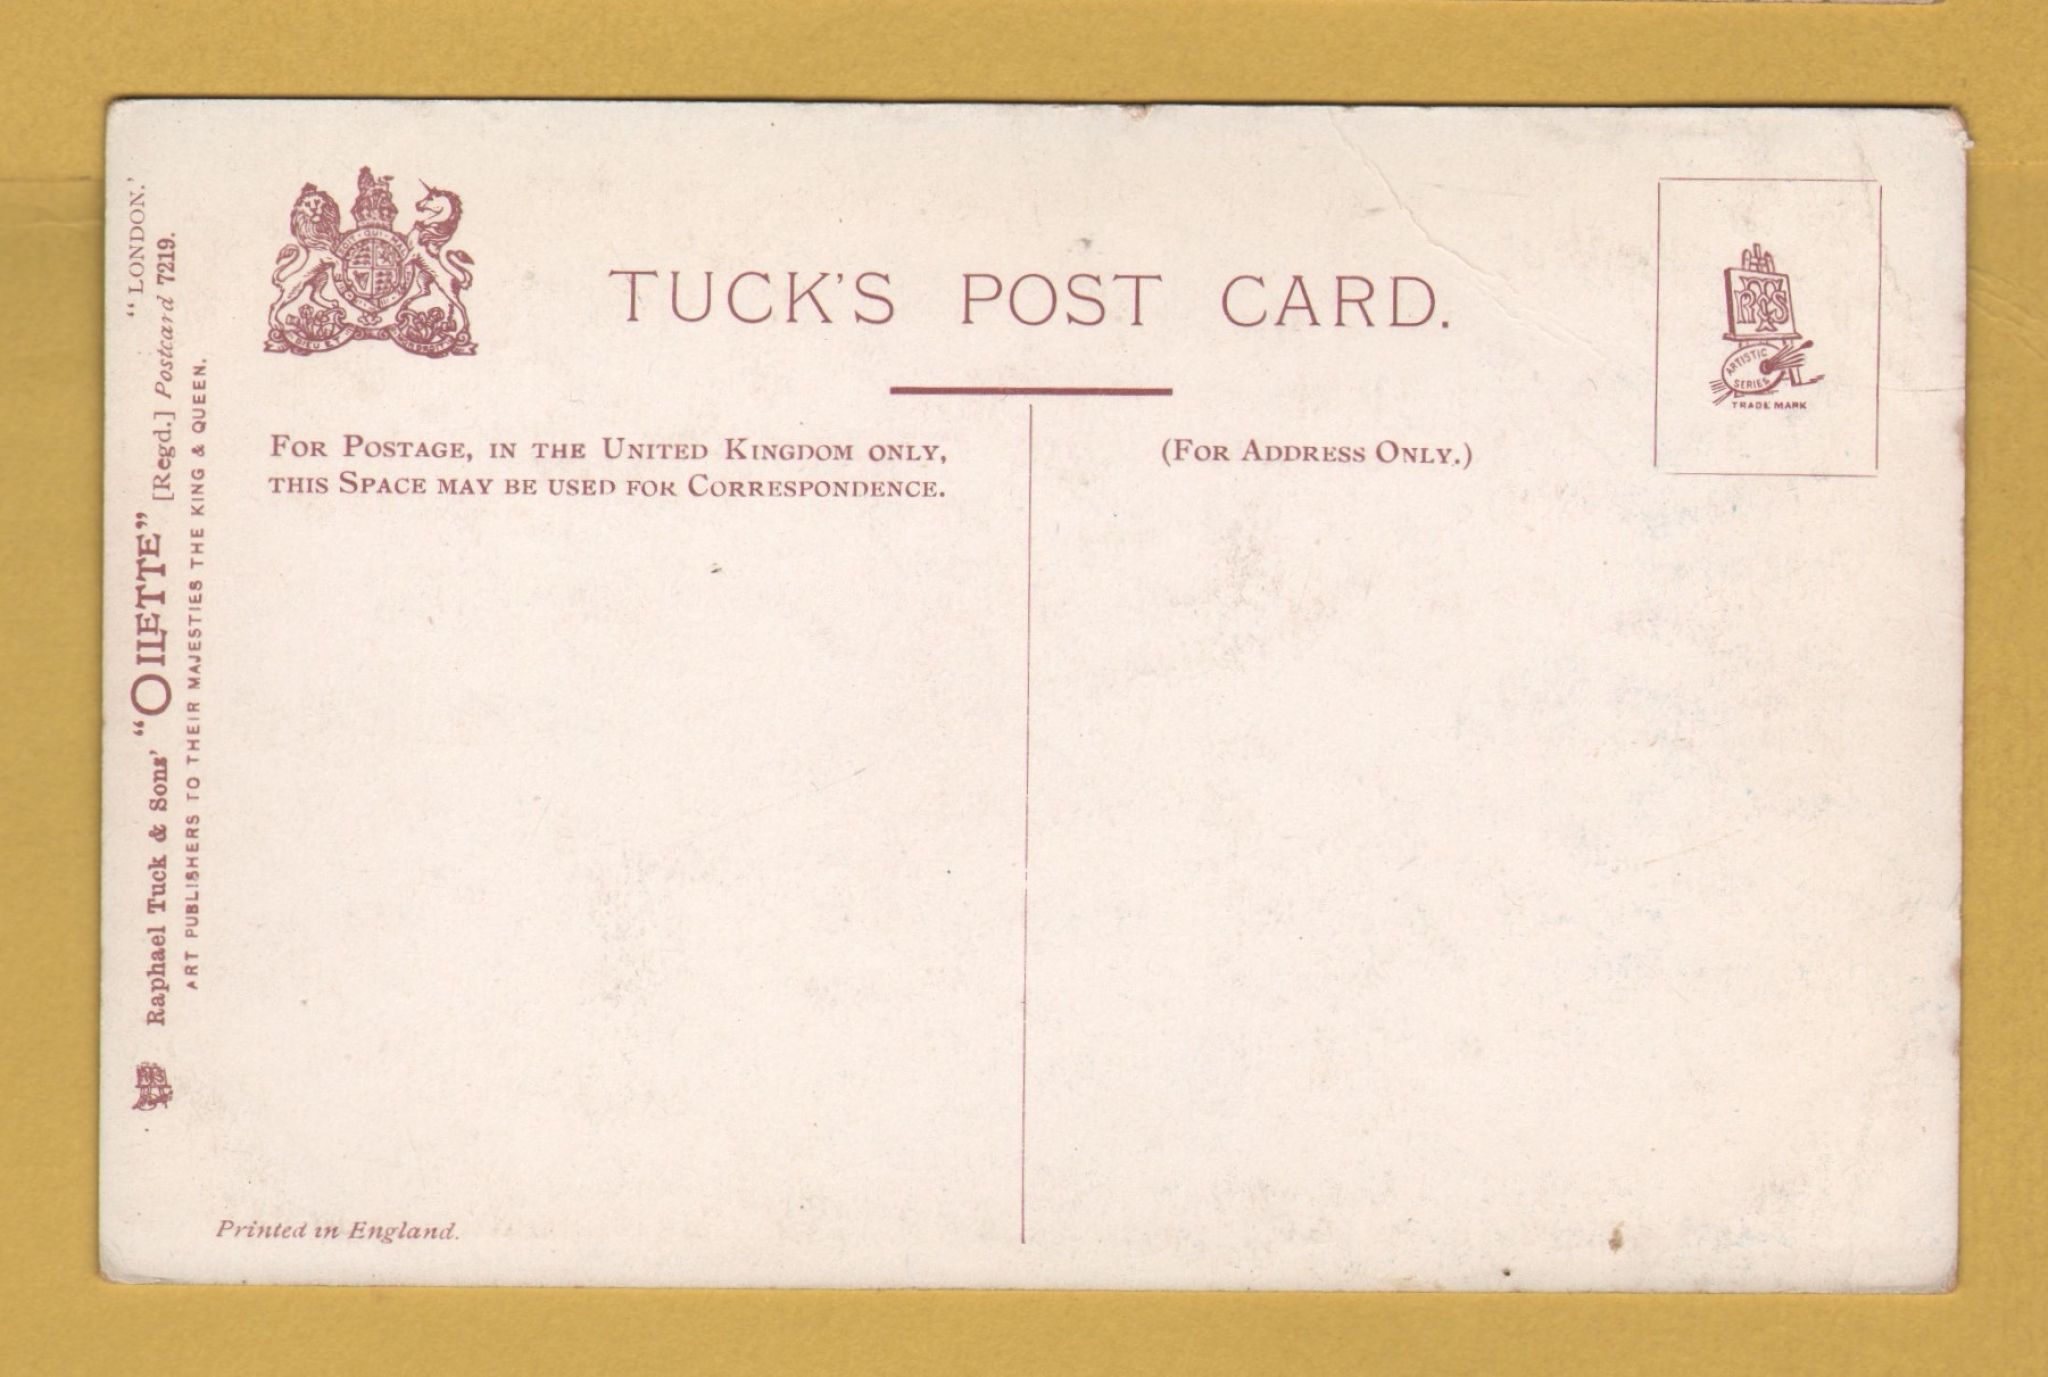 TUCK'S POST CARD.
FOR POSTAGE, IN THE UNITED KINGDOM ONLY,
THIS SPACE MAY BE USED FOR CORRESPONDENCE.
(FOR ADDRESS ONLY.)
ARTISTIC
SERIES
TRADE MARK
"LONDON.'
Raphael Tuck & Sons' "OILETTE" [Regd.] Postcard 7219.
ART PUBLISHERS TO THEIR MAJESTIES THE KING & QUEEN.
DIEU ET
Printed in England.